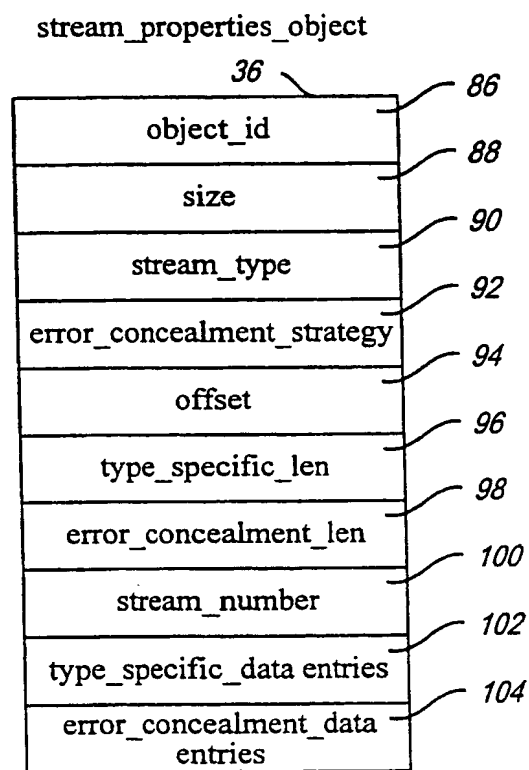 stream_properties_object
36
object_id 86
size 88
stream_type 90
error_concealment_strategy 92
offset 94
type_specific_len 96
error_concealment_len 98
stream_number 100
type_specific_data entries 102
error_concealment_data 104
entries